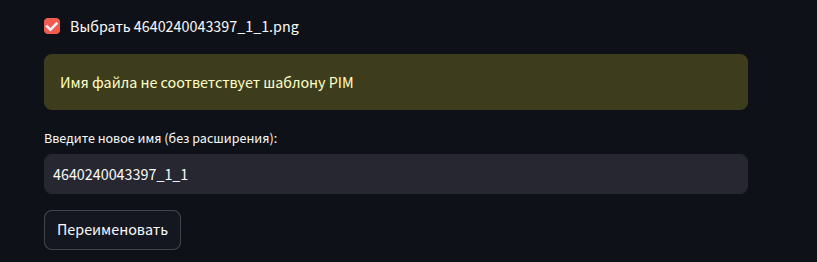 Выбрать 4640240043397_1_1.png
Имя файла не соответствует шаблону PIM
Введите новое имя (без расширения):
4640240043397_1_1
Переименовать